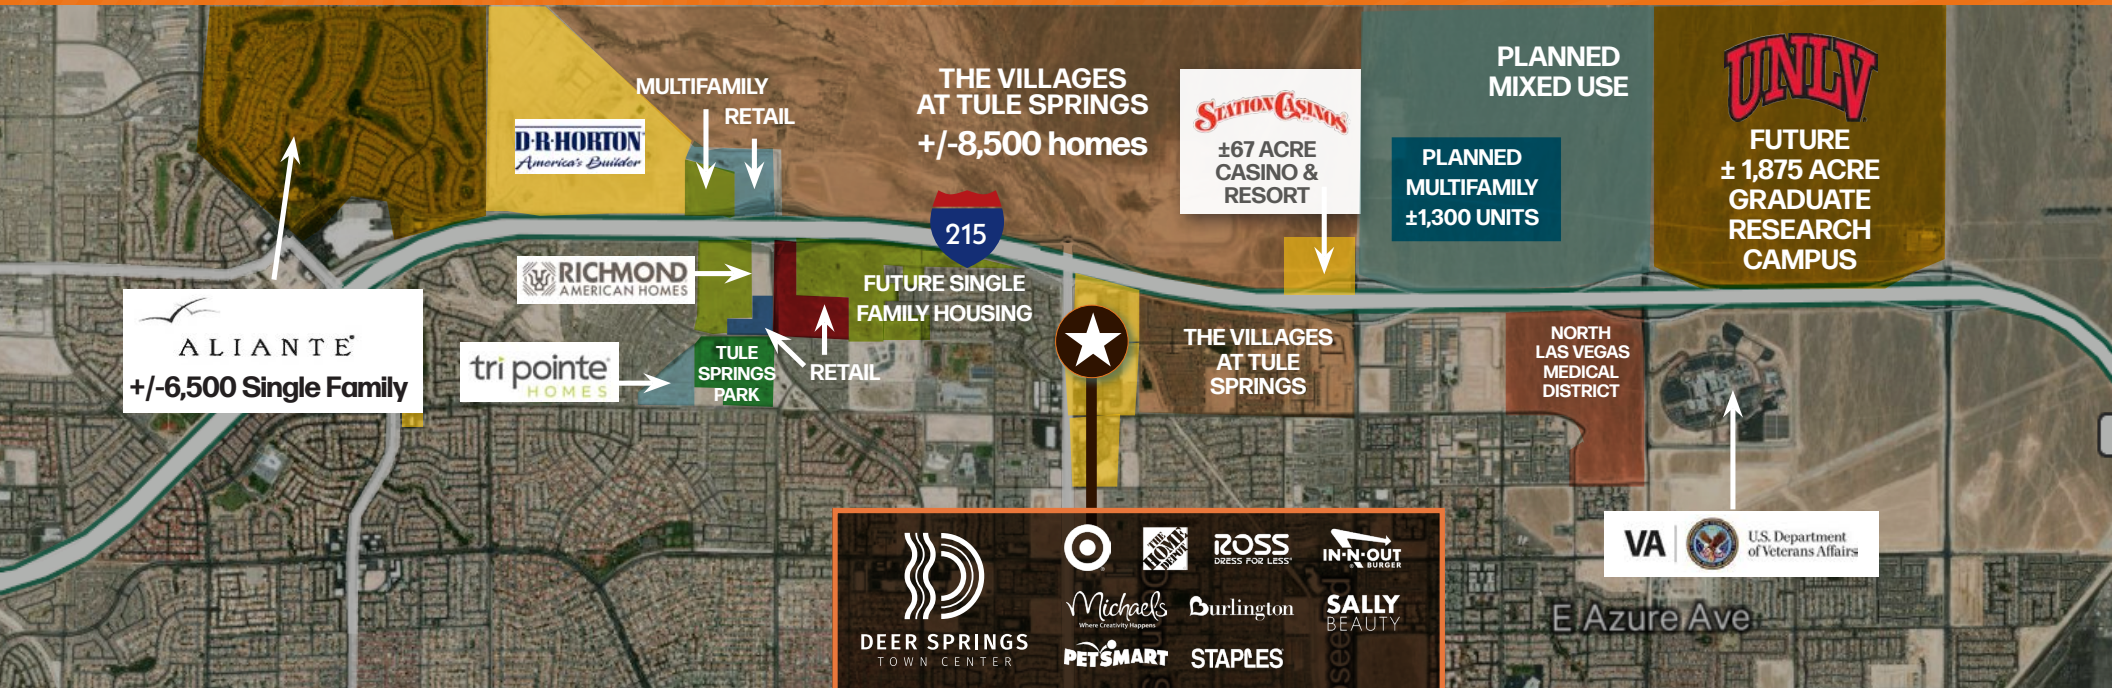 MULTIFAMILY
RETAIL
D·R·HORTON
America's Builder
THE VILLAGES
AT TULE SPRINGS
+/-8,500 homes
STATION CASINOS
±67 ACRE
CASINO &
RESORT
PLANNED
MIXED USE
PLANNED
MULTIFAMILY
±1,300 UNITS
UNLV
FUTURE
± 1,875 ACRE
GRADUATE
RESEARCH
CAMPUS
215
RICHMOND
AMERICAN HOMES
FUTURE SINGLE
FAMILY HOUSING
ALIANTE
+/-6,500 Single Family
tri pointe
HOMES
TULE
SPRINGS
PARK
RETAIL
THE VILLAGES
AT TULE
SPRINGS
NORTH
LAS VEGAS
MEDICAL
DISTRICT
VA
U.S. Department
of Veterans Affairs
DEER SPRINGS
TOWN CENTER
THE HOME DEPOT
ROSS
DRESS FOR LESS
IN-N-OUT
BURGER
Michaels
Where Creativity Happens
Burlington
SALLY
BEAUTY
PETSMART
STAPLES
E Azure Ave